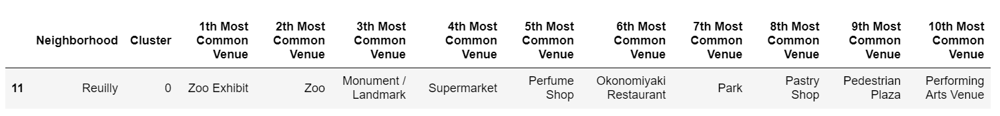 Neighborhood Cluster 1th Most Common Venue 2th Most Common Venue 3th Most Common Venue 4th Most Common Venue 5th Most Common Venue 6th Most Common Venue 7th Most Common Venue 8th Most Common Venue 9th Most Common Venue 10th Most Common Venue
11 Reuilly 0 Zoo Exhibit Zoo Monument / Landmark Supermarket Perfume Shop Okonomiyaki Restaurant Park Pastry Shop Pedestrian Plaza Performing Arts Venue